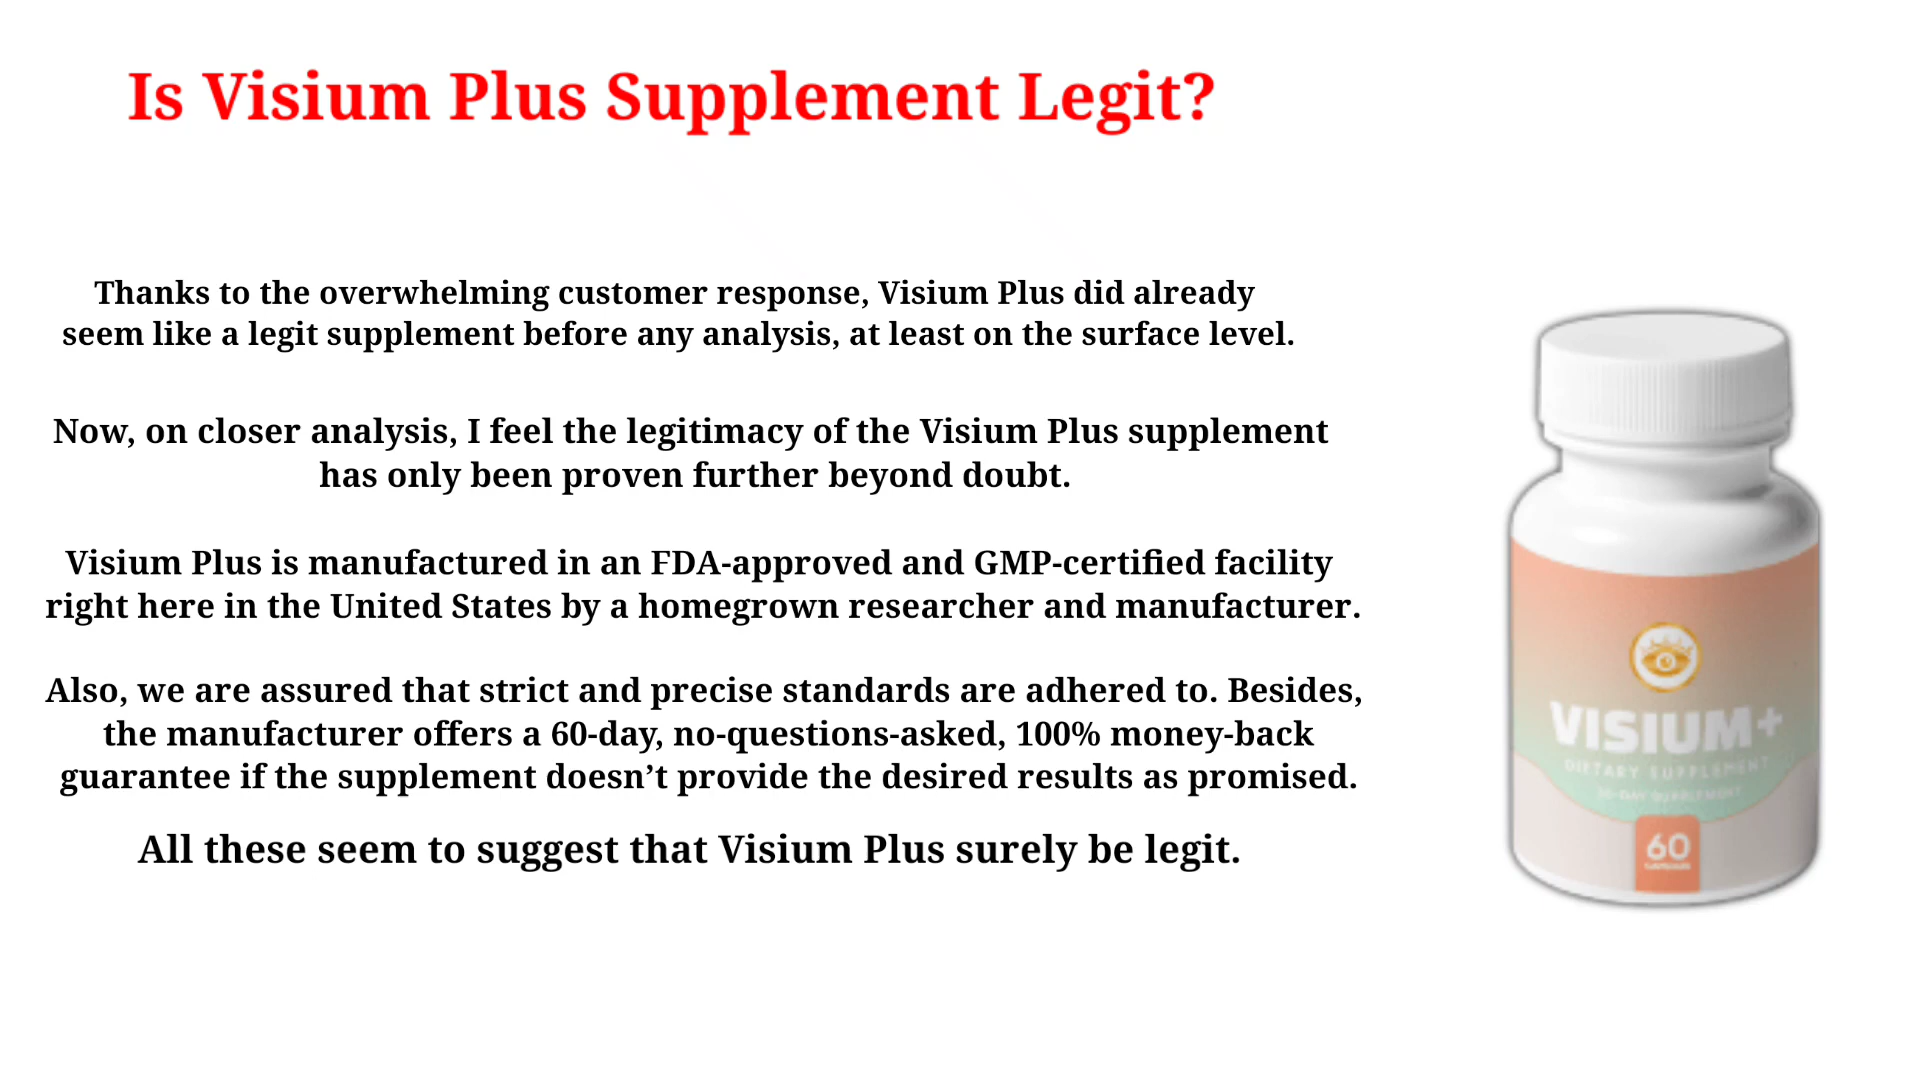 Is Visium Plus Supplement Legit?
Thanks to the overwhelming customer response, Visium Plus did already
seem like a legit supplement before any analysis, at least on the surface level.
Now, on closer analysis, I feel the legitimacy of the Visium Plus supplement
has only been proven further beyond doubt.
Visium Plus is manufactured in an FDA-approved and GMP-certified facility
right here in the United States by a homegrown researcher and manufacturer.
Also, we are assured that strict and precise standards are adhered to. Besides,
the manufacturer offers a 60-day, no-questions-asked, 100% money-back
guarantee if the supplement doesn’t provide the desired results as promised.
All these seem to suggest that Visium Plus surely be legit.
VISIUM+
DIETARY SUPPLEMENT
60